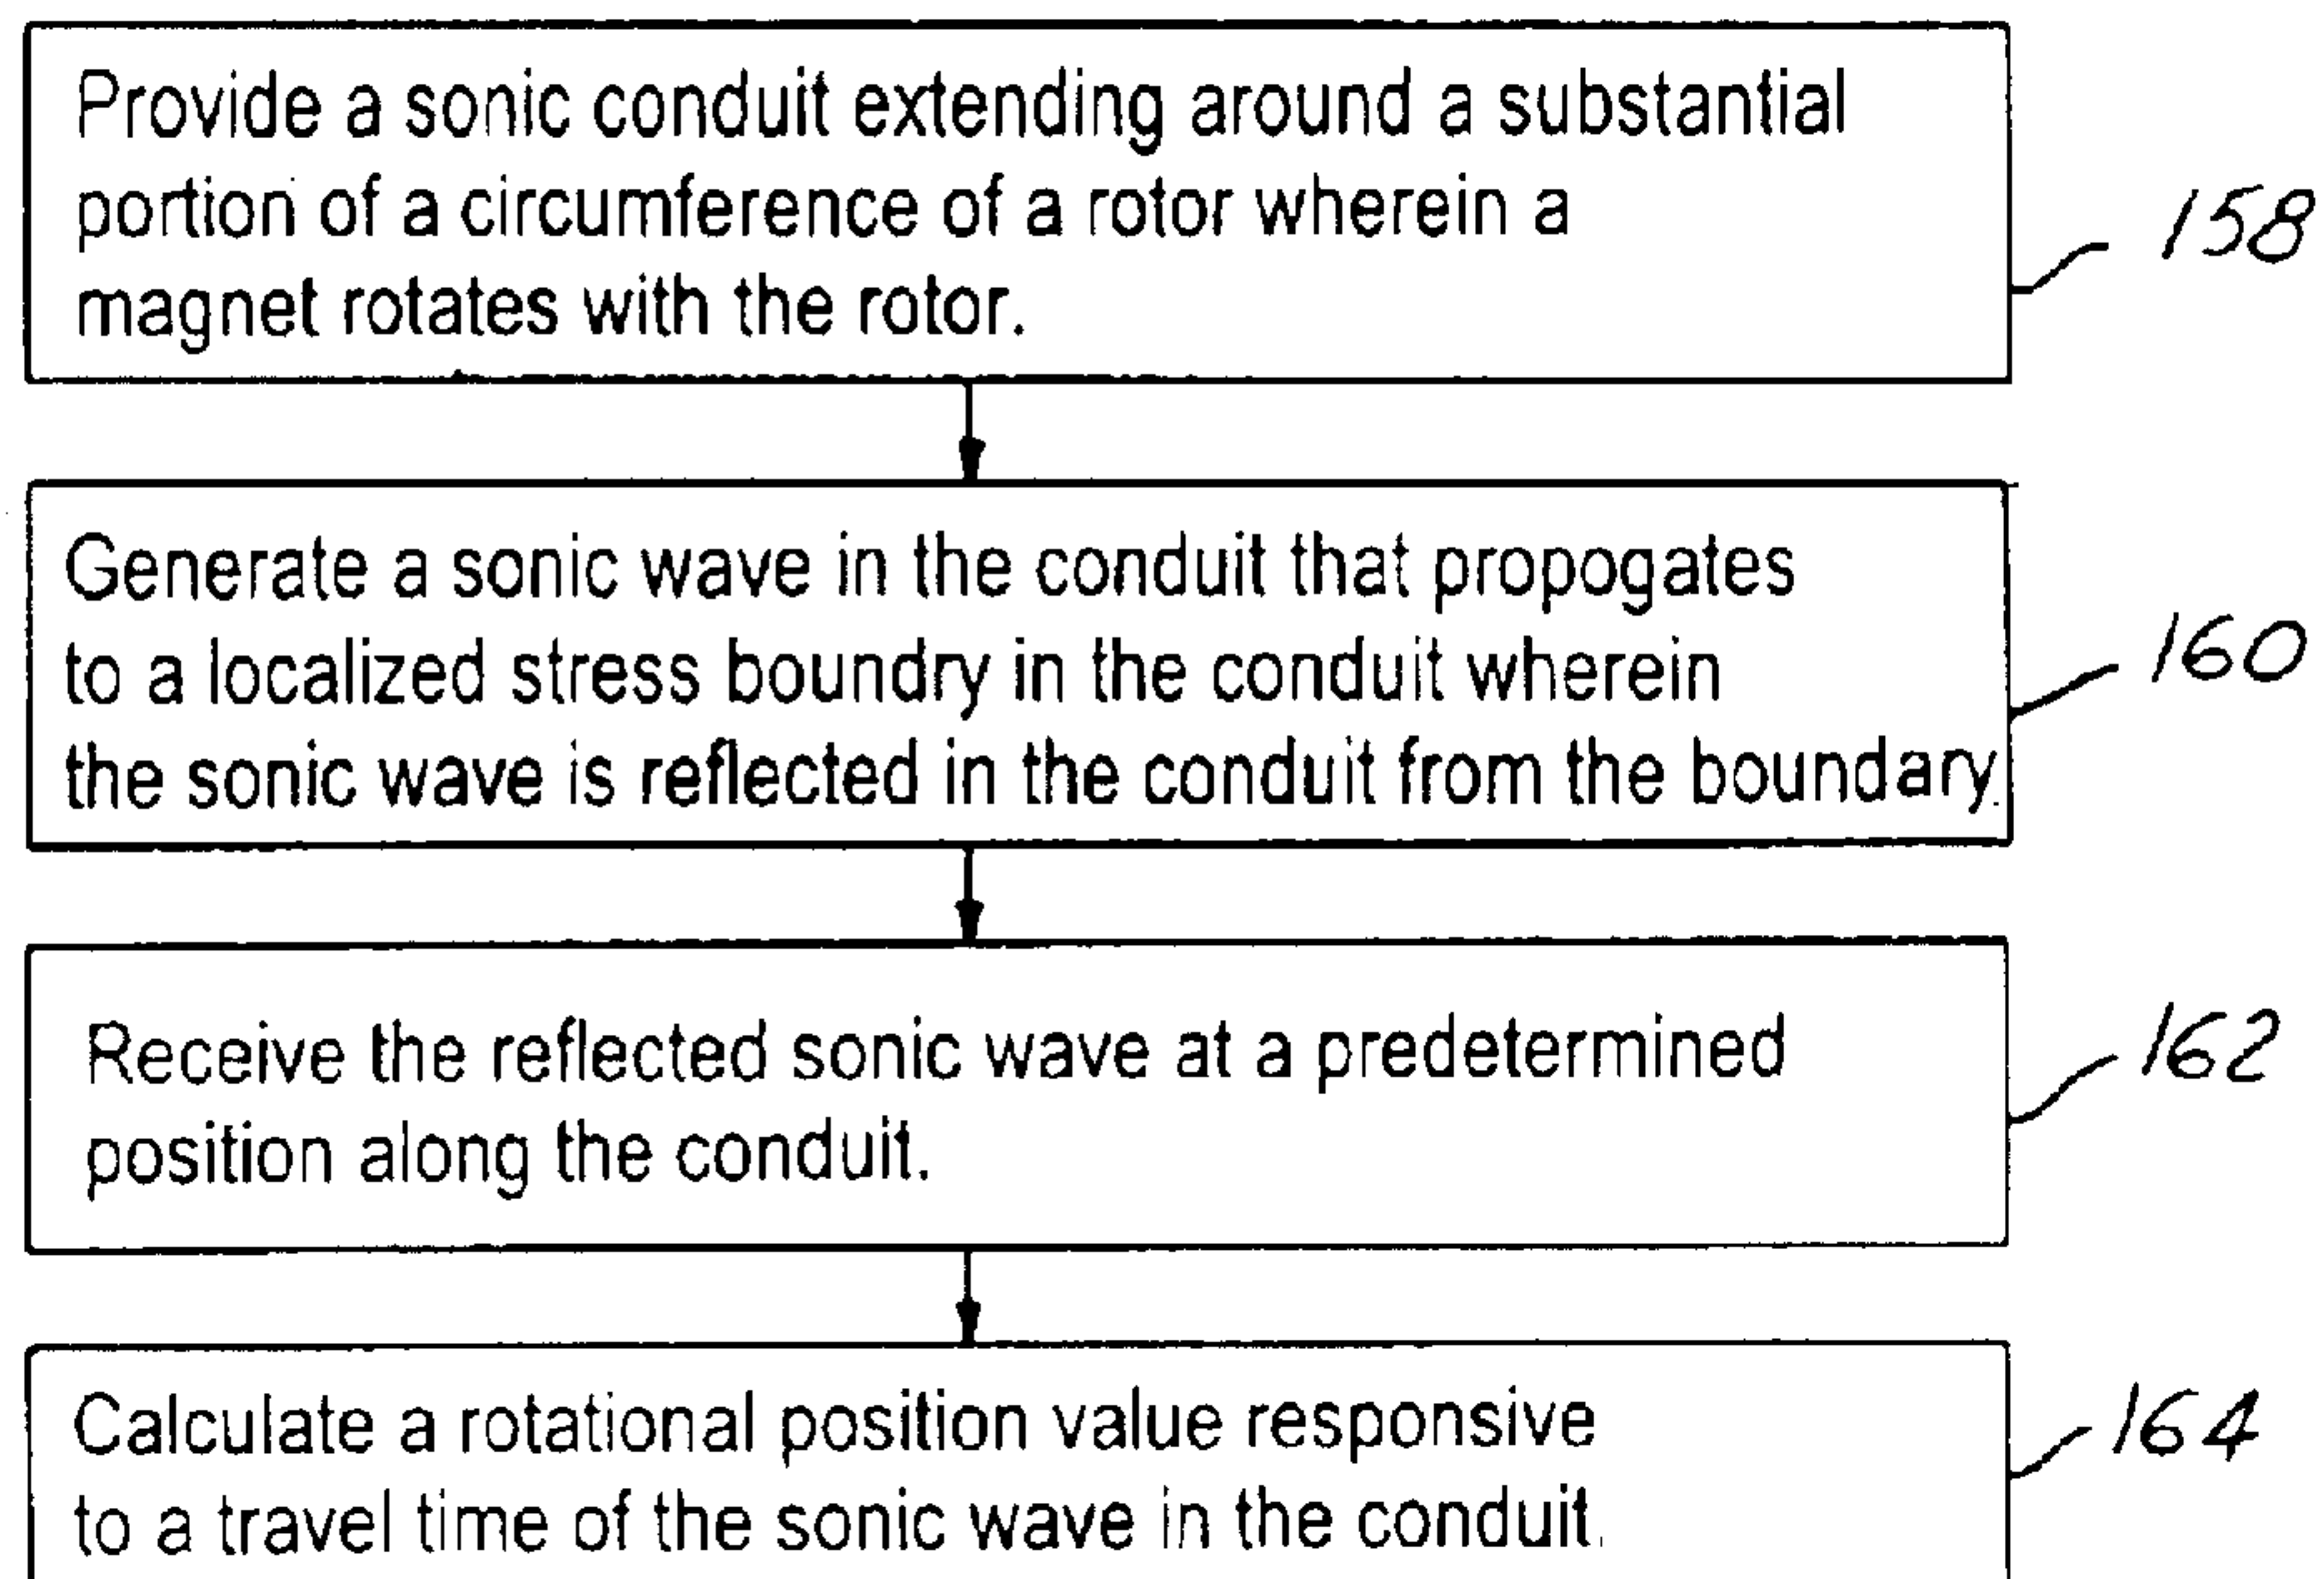 Provide a sonic conduit extending around a substantial
portion of a circumference of a rotor wherein a
magnet rotates with the rotor.
158
Generate a sonic wave in the conduit that propogates
to a localized stress boundry in the conduit wherein
the sonic wave is reflected in the conduit from the boundary.
160
Receive the reflected sonic wave at a predetermined
position along the conduit.
162
Calculate a rotational position value responsive
to a travel time of the sonic wave in the conduit.
164